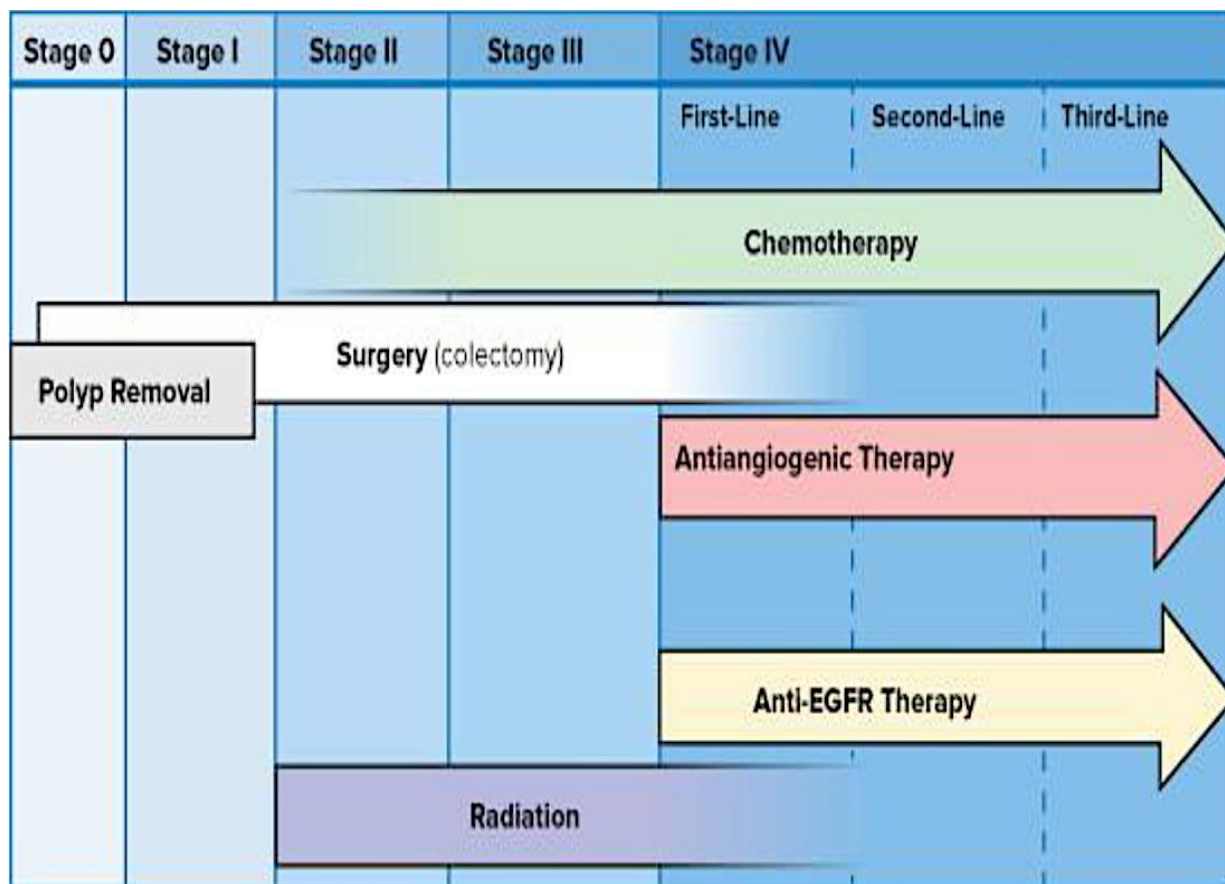 Stage 0 Stage I Stage II Stage III Stage IV
First-Line Second-Line Third-Line
Chemotherapy
Surgery (colectomy)
Polyp Removal
Antiangiogenic Therapy
Anti-EGFR Therapy
Radiation